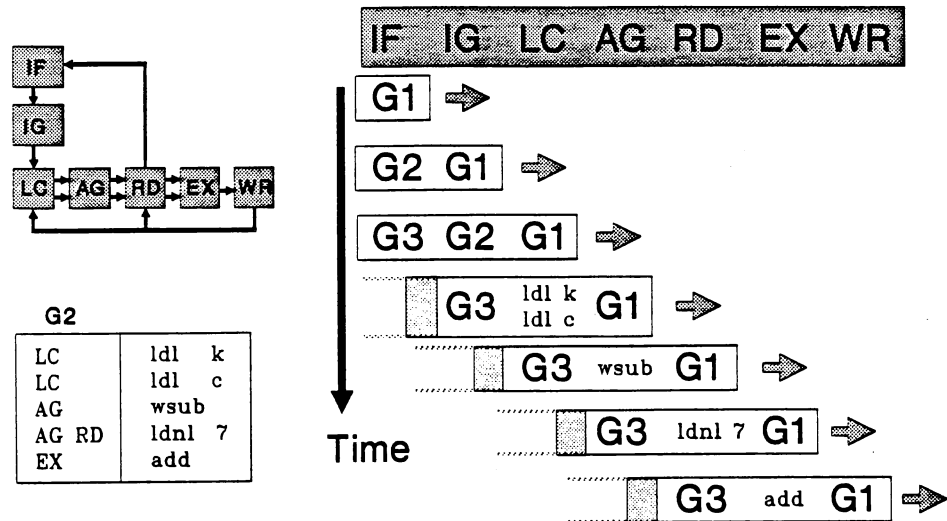 IF IG LC AG RD EX WR
IF
IG
LC AG RD EX WR
G1
G2 G1
G3 G2 G1
G3 ldl k G1
ldl c
G3 wsub G1
G3 ldnl 7 G1
G3 add G1
Time
G2
LC ldl k
LC ldl c
AG wsub
AG RD ldnl 7
EX add